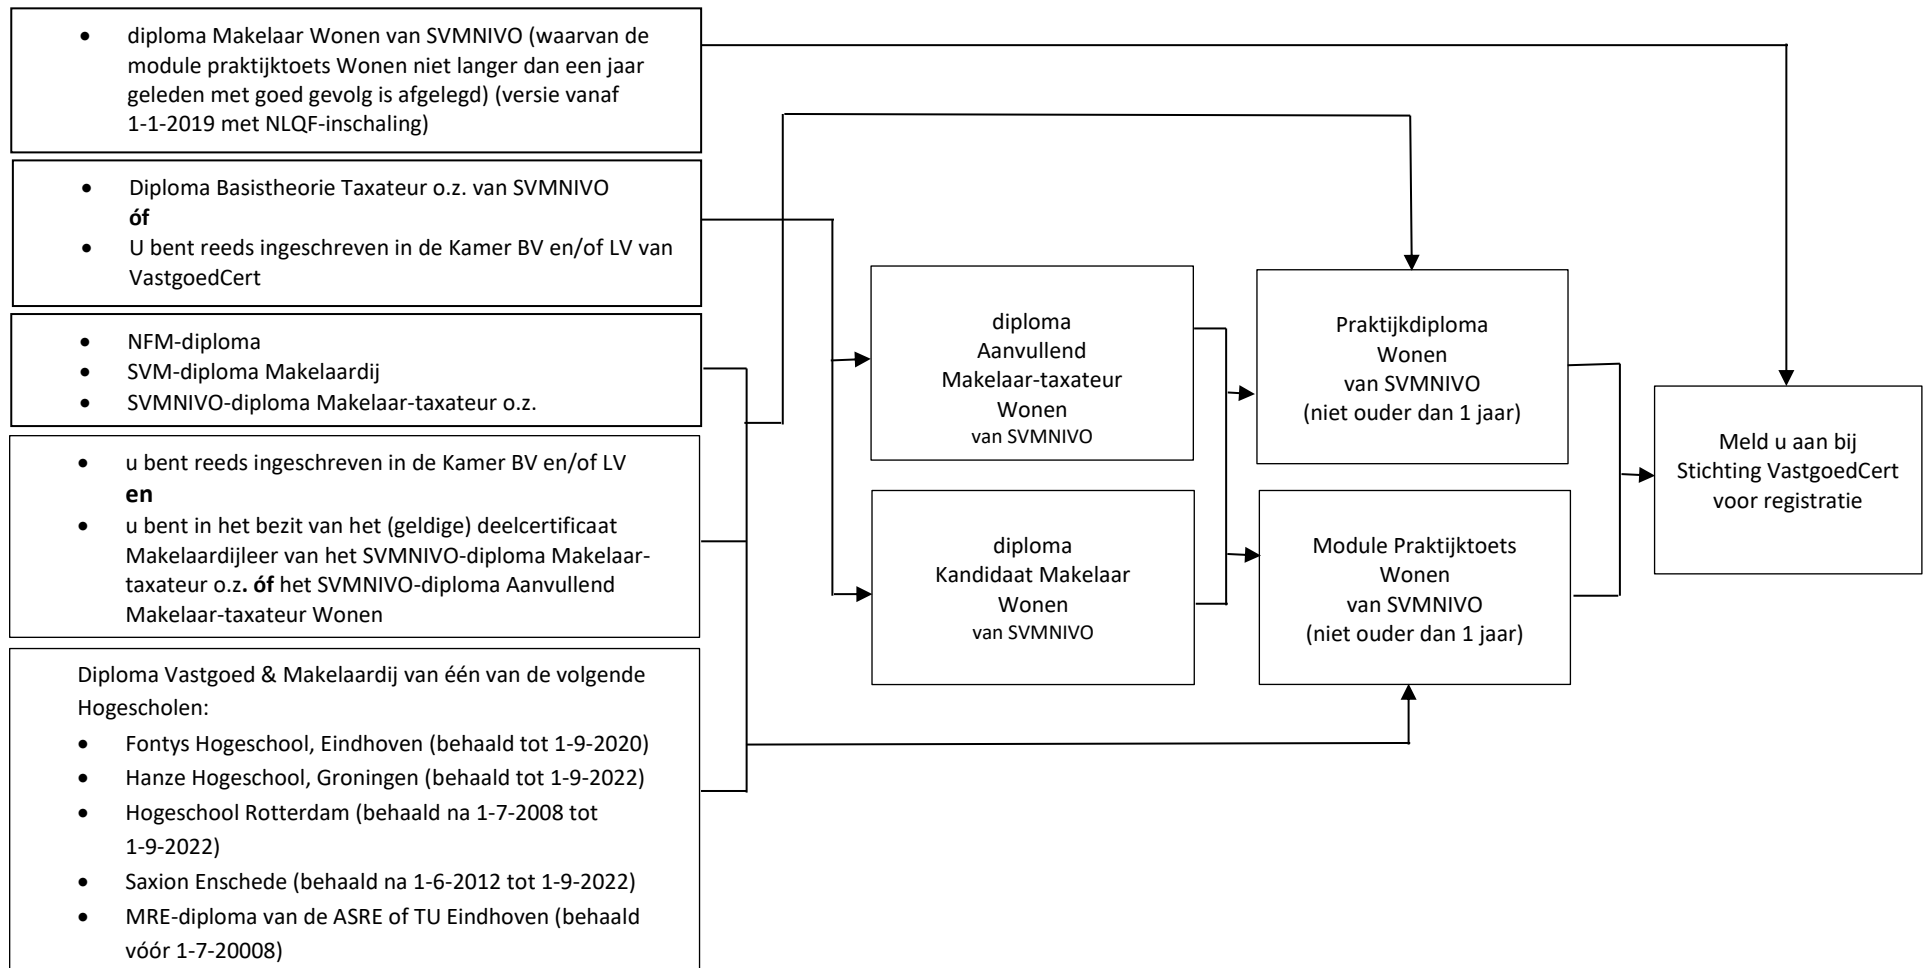 • diploma Makelaar Wonen van SVMNIVO (waarvan de
module praktijktoets Wonen niet langer dan een jaar
geleden met goed gevolg is afgelegd) (versie vanaf
1-1-2019 met NLQF-inschaling)
• Diploma Basistheorie Taxateur o.z. van SVMNIVO
óf
• U bent reeds ingeschreven in de Kamer BV en/of LV van
VastgoedCert
• NFM-diploma
• SVM-diploma Makelaardij
• SVMNIVO-diploma Makelaar-taxateur o.z.
• u bent reeds ingeschreven in de Kamer BV en/of LV
en
• u bent in het bezit van het (geldige) deelcertificaat
Makelaardijleer van het SVMNIVO-diploma Makelaar-
taxateur o.z. óf het SVMNIVO-diploma Aanvullend
Makelaar-taxateur Wonen
Diploma Vastgoed & Makelaardij van één van de volgende
Hogescholen:
• Fontys Hogeschool, Eindhoven (behaald tot 1-9-2020)
• Hanze Hogeschool, Groningen (behaald tot 1-9-2022)
• Hogeschool Rotterdam (behaald na 1-7-2008 tot
1-9-2022)
• Saxion Enschede (behaald na 1-6-2012 tot 1-9-2022)
• MRE-diploma van de ASRE of TU Eindhoven (behaald
vóór 1-7-20008)
diploma
Aanvullend
Makelaar-taxateur
Wonen
van SVMNIVO
diploma
Kandidaat Makelaar
Wonen
van SVMNIVO
Praktijkdiploma
Wonen
van SVMNIVO
(niet ouder dan 1 jaar)
Module Praktijktoets
Wonen
van SVMNIVO
(niet ouder dan 1 jaar)
Meld u aan bij
Stichting VastgoedCert
voor registratie